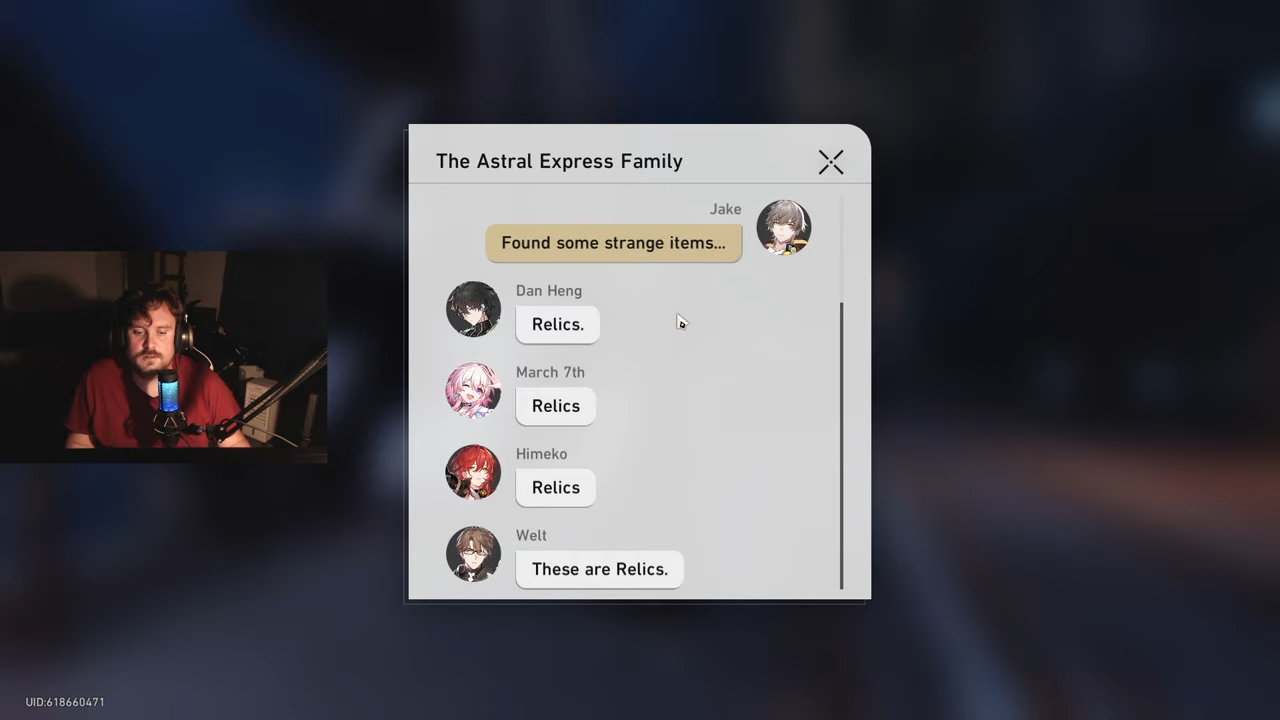 The Astral Express Family
Jake
Found some strange items...
Dan Heng
Relics.
March 7th
Relics
Himeko
Relics
Welt
These are Relics.
UID:618660471